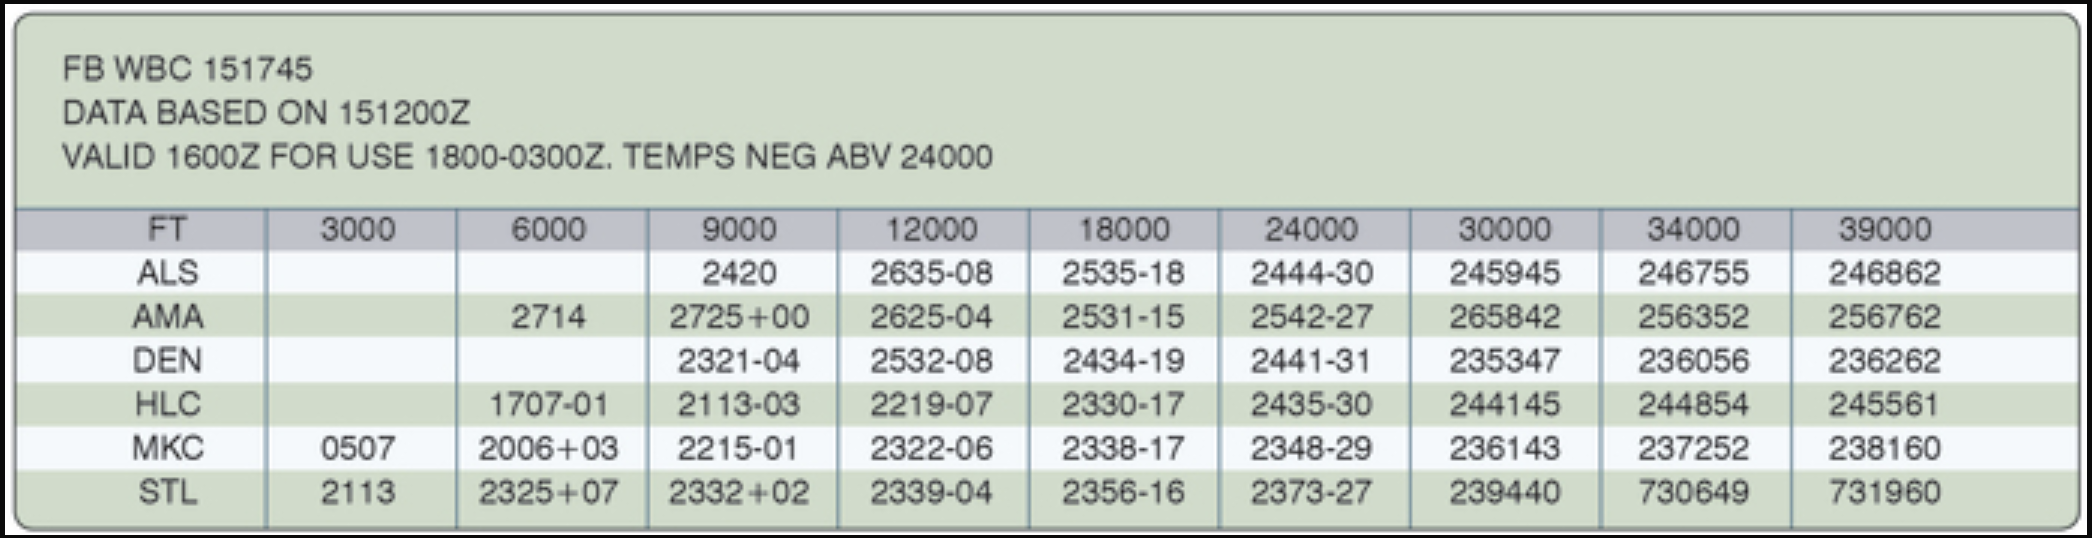 FB WBC 151745
DATA BASED ON 151200Z
VALID 1600Z FOR USE 1800-0300Z. TEMPS NEG ABV 24000
FT 3000 6000 9000 12000 18000 24000 30000 34000 39000
ALS 2420 2635-08 2535-18 2444-30 245945 246755 246862
AMA 2714 2725+00 2625-04 2531-15 2542-27 265842 256352 256762
DEN 2321-04 2532-08 2434-19 2441-31 235347 236056 236262
HLC 1707-01 2113-03 2219-07 2330-17 2435-30 244145 244854 245561
MKC 0507 2006+03 2215-01 2322-06 2338-17 2348-29 236143 237252 238160
STL 2113 2325+07 2332+02 2339-04 2356-16 2373-27 239440 730649 731960